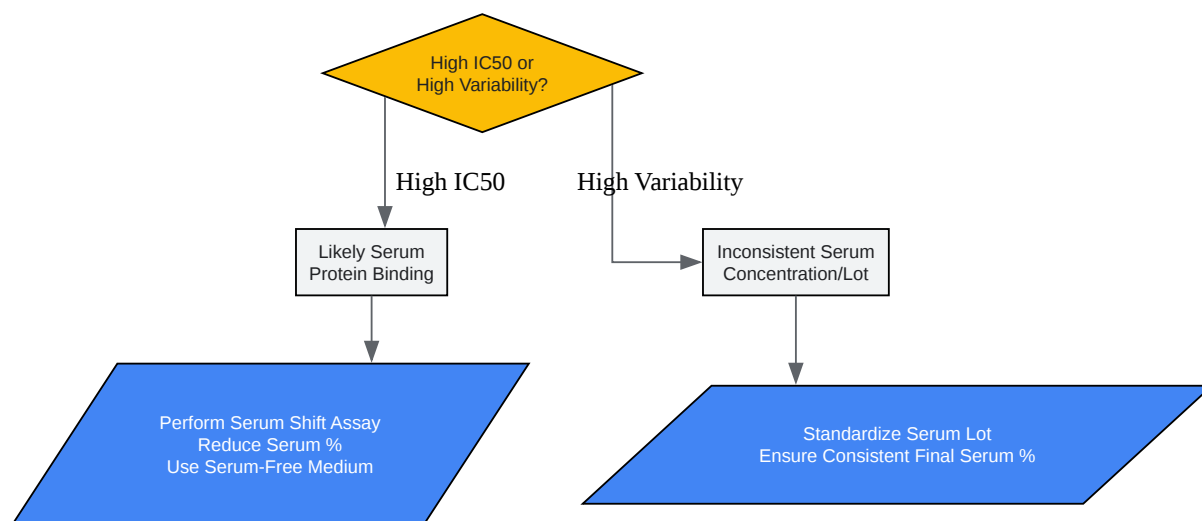 High IC50 or
High Variability?
High IC50
High Variability
Likely Serum
Protein Binding
Inconsistent Serum
Concentration/Lot
Perform Serum Shift Assay
Reduce Serum %
Use Serum-Free Medium
Standardize Serum Lot
Ensure Consistent Final Serum %